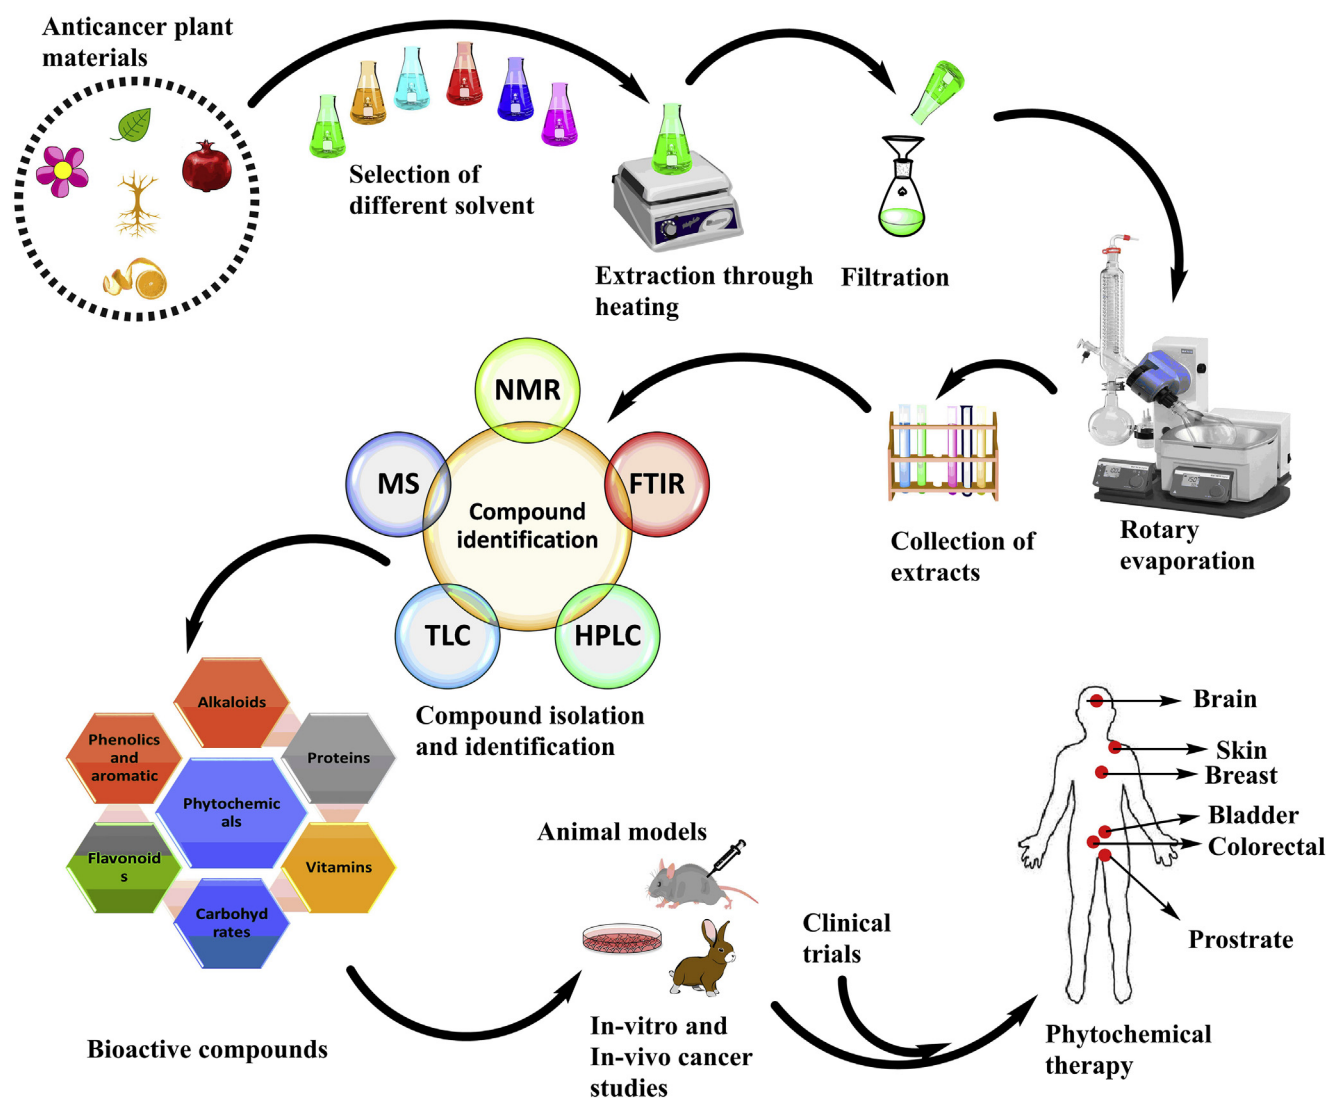 Anticancer plant
materials
Selection of
different solvent
Extraction through
heating
Filtration
Rotary
evaporation
Collection of
extracts
NMR
MS
FTIR
Compound
identification
TLC
HPLC
Compound isolation
and identification
Alkaloids
Phenolics
and
aromatic
Proteins
Phytochemic
als
Flavonoid
s
Vitamins
Carbohyd
rates
Bioactive compounds
Animal models
In-vitro and
In-vivo cancer
studies
Clinical
trials
Brain
Skin
Breast
Bladder
Colorectal
Prostrate
Phytochemical
therapy